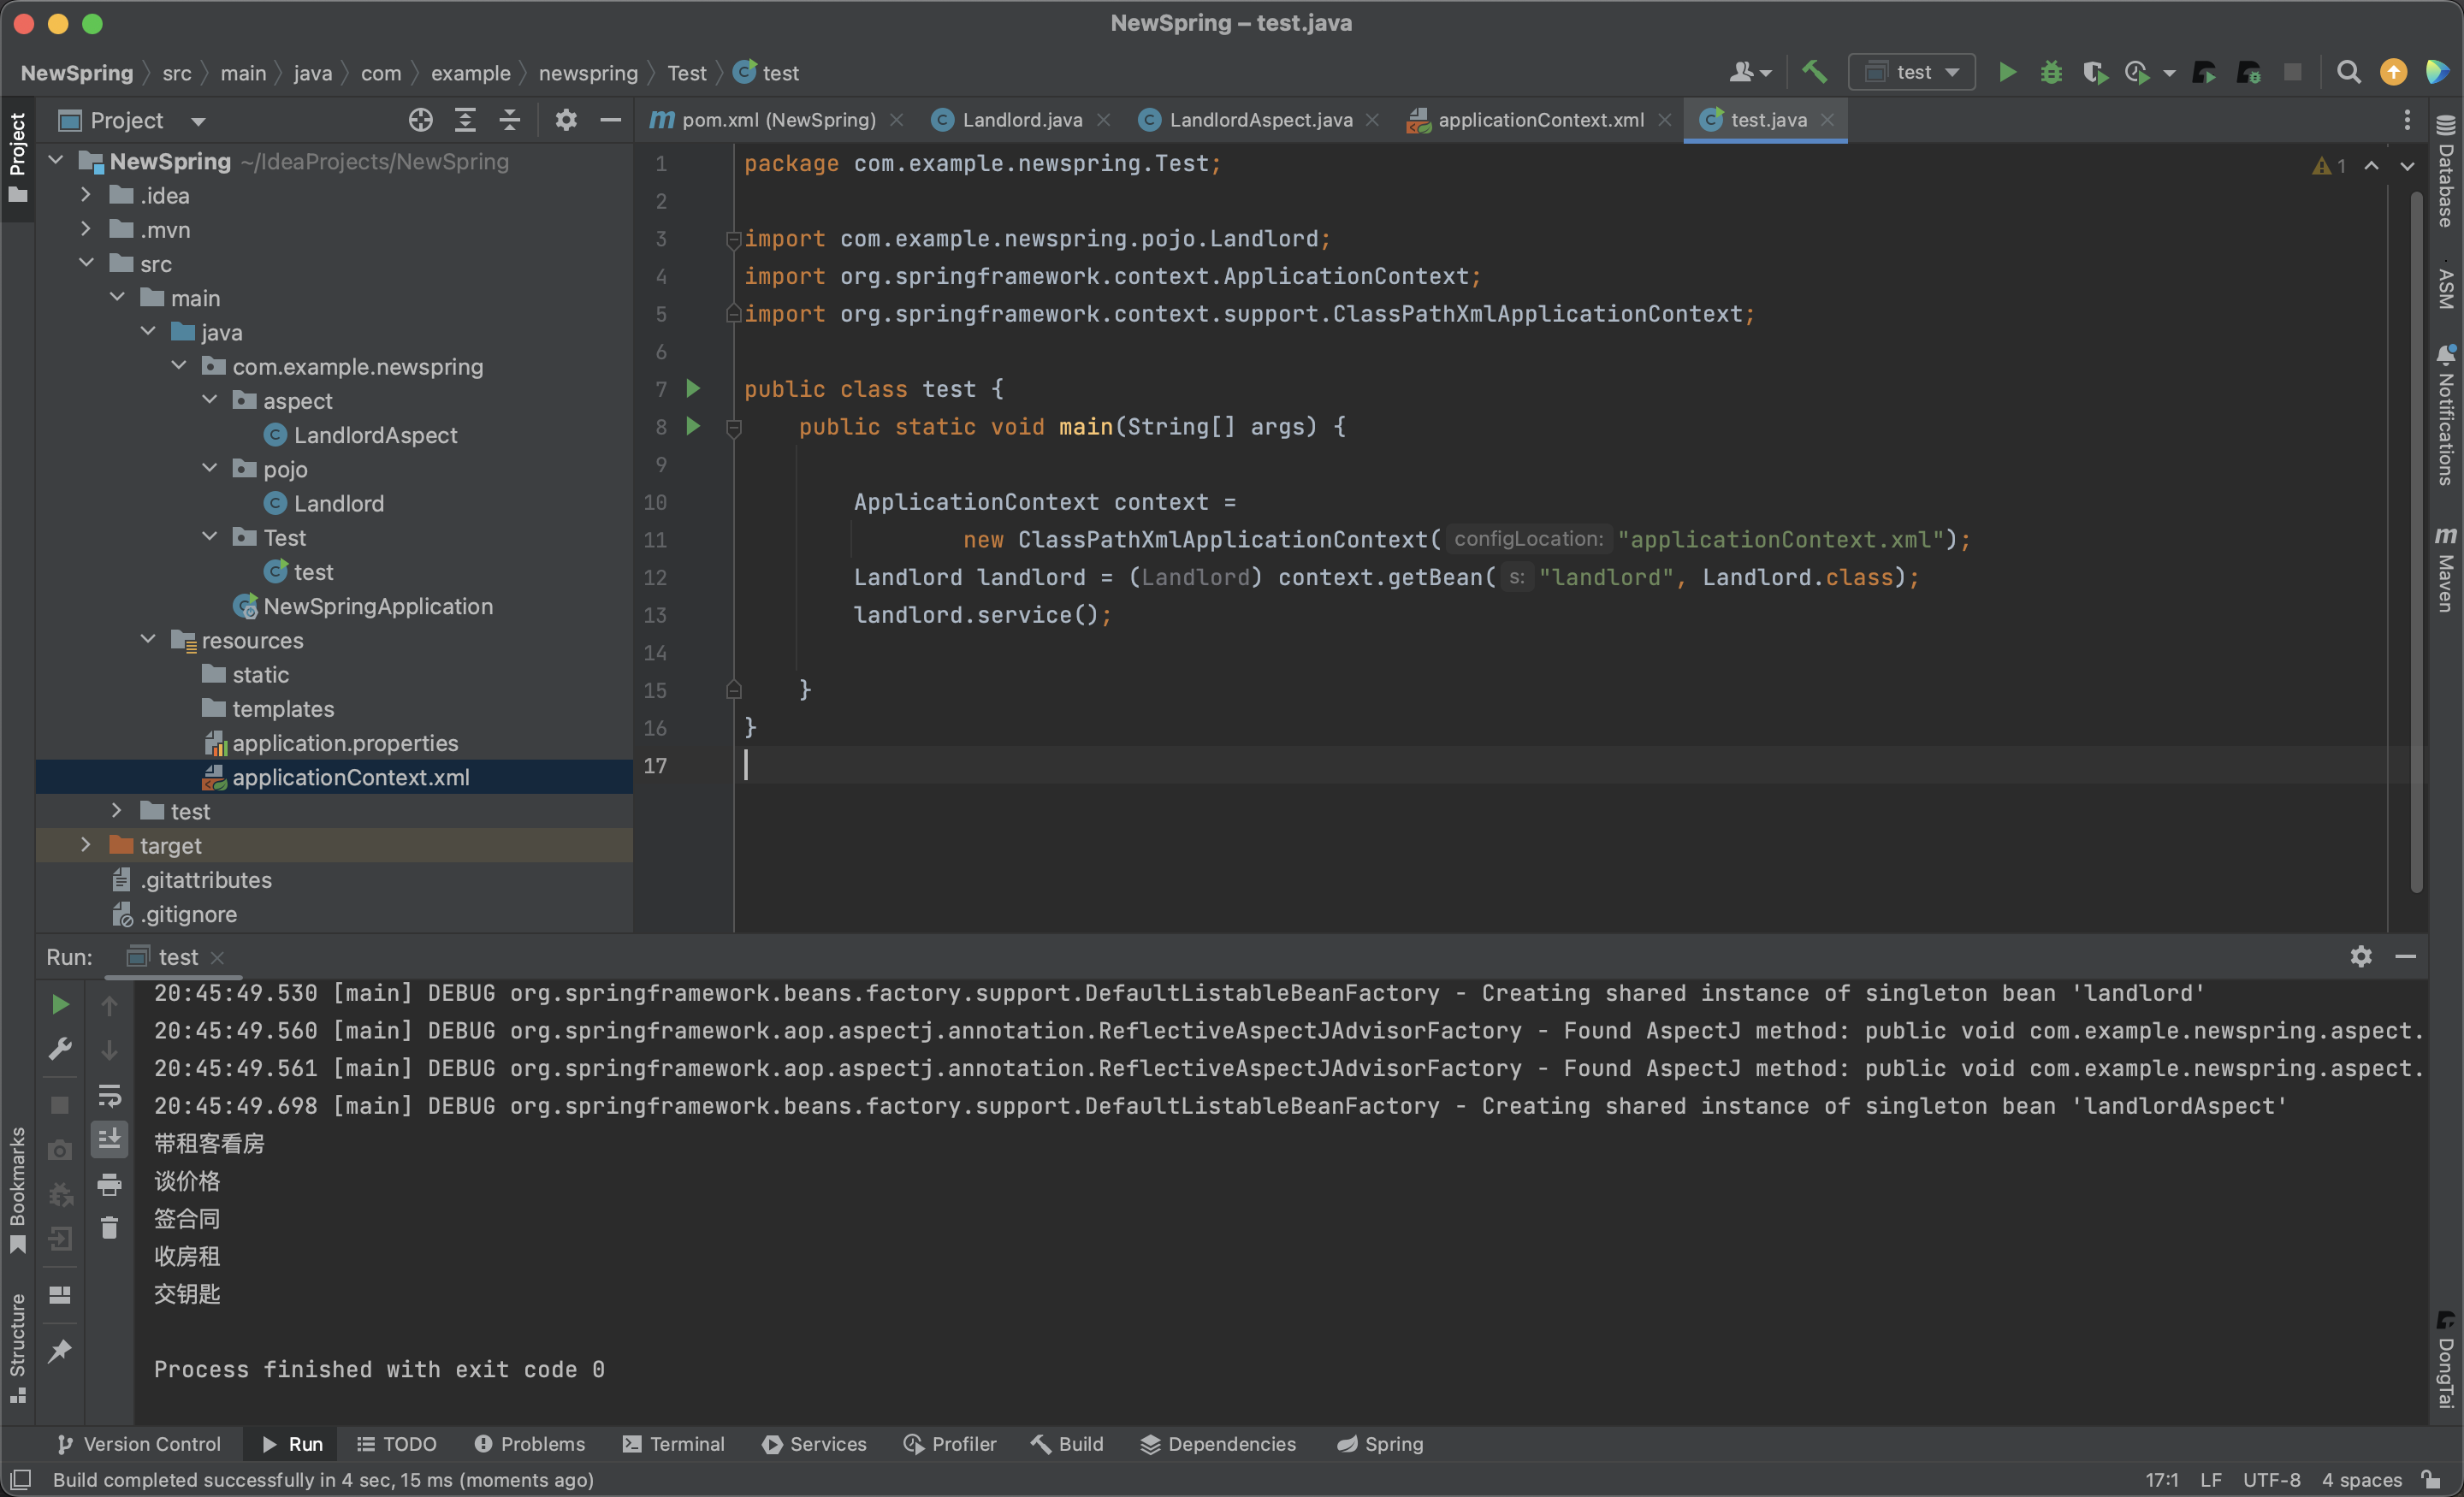 NewSpring – test.java
NewSpring src main java com example newspring Test test
test
Project
pom.xml (NewSpring) Landlord.java LandlordAspect.java applicationContext.xml test.java
Project
NewSpring ~/IdeaProjects/NewSpring
.idea
.mvn
src
main
java
com.example.newspring
aspect
LandlordAspect
pojo
Landlord
Test
test
NewSpringApplication
resources
static
templates
application.properties
applicationContext.xml
test
target
.gitattributes
.gitignore
1 package com.example.newspring.Test;
2
3 import com.example.newspring.pojo.Landlord;
4 import org.springframework.context.ApplicationContext;
5 import org.springframework.context.support.ClassPathXmlApplicationContext;
6
7 public class test {
8 public static void main(String[] args) {
9
10 ApplicationContext context =
11 new ClassPathXmlApplicationContext( configLocation: "applicationContext.xml");
12 Landlord landlord = (Landlord) context.getBean( s: "landlord", Landlord.class);
13 landlord.service();
14
15 }
16 }
17
1
Database
ASM
Notifications
m Maven
DongTai
Run: test
20:45:49.530 [main] DEBUG org.springframework.beans.factory.support.DefaultListableBeanFactory - Creating shared instance of singleton bean 'landlord'
20:45:49.560 [main] DEBUG org.springframework.aop.aspectj.annotation.ReflectiveAspectJAdvisorFactory - Found AspectJ method: public void com.example.newspring.aspect.
20:45:49.561 [main] DEBUG org.springframework.aop.aspectj.annotation.ReflectiveAspectJAdvisorFactory - Found AspectJ method: public void com.example.newspring.aspect.
20:45:49.698 [main] DEBUG org.springframework.beans.factory.support.DefaultListableBeanFactory - Creating shared instance of singleton bean 'landlordAspect'
带租客看房
谈价格
签合同
收房租
交钥匙
Process finished with exit code 0
Bookmarks
Structure
Version Control Run TODO Problems Terminal Services Profiler Build Dependencies Spring
Build completed successfully in 4 sec, 15 ms (moments ago)
17:1 LF UTF-8 4 spaces